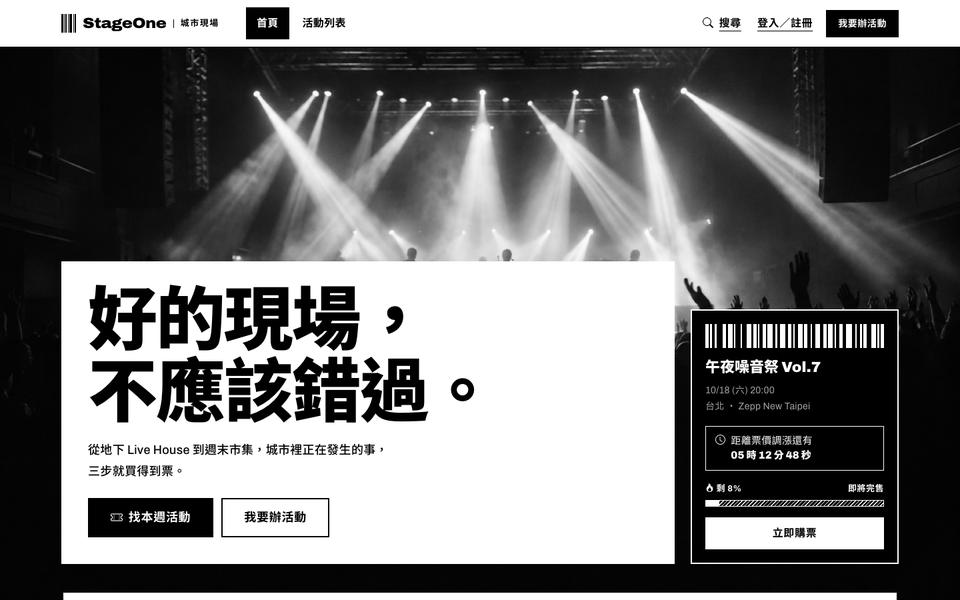 StageOne | 城市現場
首頁
活動列表
搜尋
登入／註冊
我要辦活動
好的現場，
不應該錯過。
從地下 Live House 到週末市集，城市裡正在發生的事，
三步就買得到票。
找本週活動
我要辦活動
午夜噪音祭 Vol.7
10/18 (六) 20:00
台北 ・ Zepp New Taipei
距離票價調漲還有
05 時 12 分 48 秒
剩 8%
即將完售
立即購票